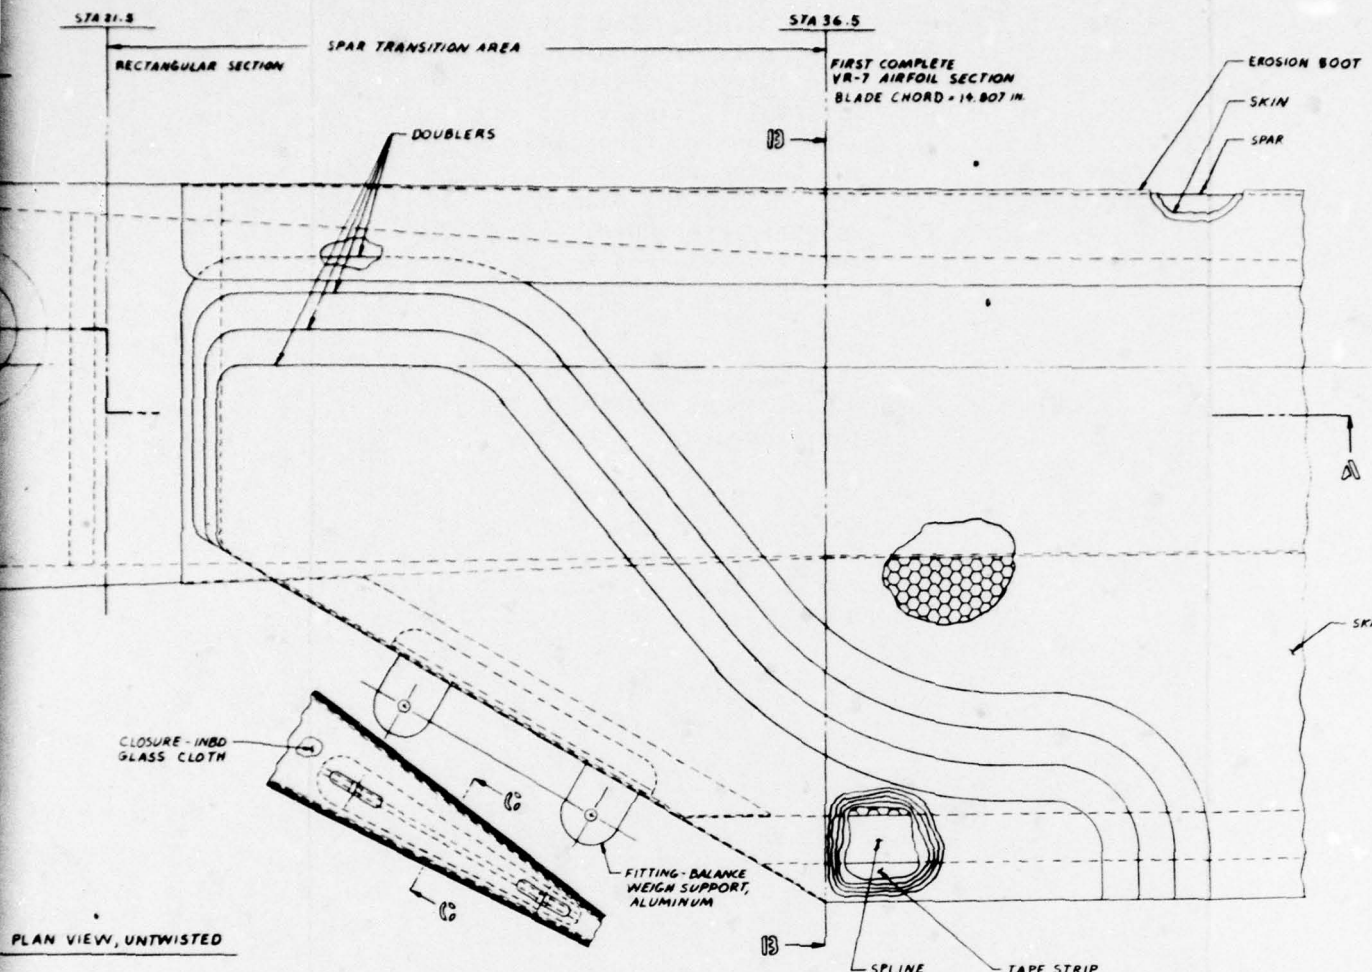 STA 21.5
STA 36.5
SPAR TRANSITION AREA
RECTANGULAR SECTION
FIRST COMPLETE
VR-7 AIRFOIL SECTION
BLADE CHORD = 14.807 IN.
EROSION BOOT
SKIN
SPAR
DOUBLERS
B
A
SK
CLOSURE - INBD
GLASS CLOTH
C
C
FITTING - BALANCE
WEIGH SUPPORT,
ALUMINUM
B
PLAN VIEW, UNTWISTED
SPLINE
TAPE STRIP